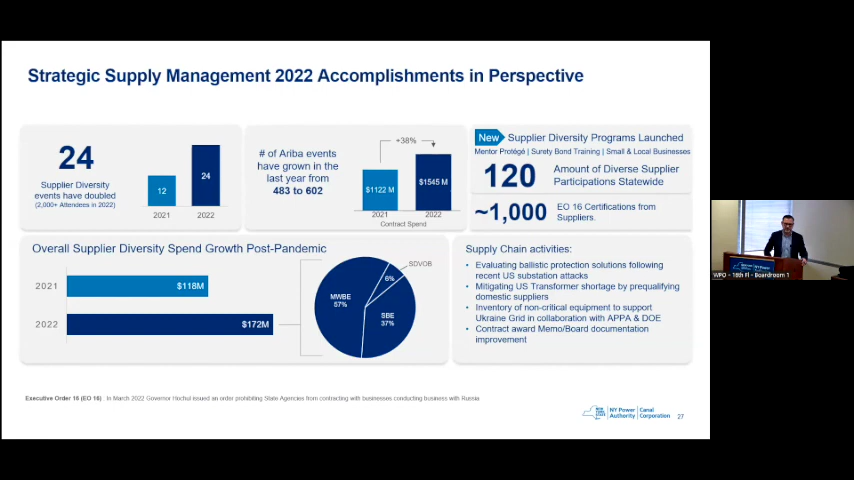 Strategic Supply Management 2022 Accomplishments in Perspective
24
Supplier Diversity
events have doubled
(2,000+ Attendees in 2022)
12
24
2021
2022
# of Ariba events
have grown in the
last year from
483 to 602
+38%
$1122 M
$1545 M
2021
2022
Contract Spend
New
Supplier Diversity Programs Launched
Mentor Protégé | Surety Bond Training | Small & Local Businesses
120
Amount of Diverse Supplier
Participations Statewide
~1,000
EO 16 Certifications from
Suppliers.
Overall Supplier Diversity Spend Growth Post-Pandemic
2021
$118M
2022
$172M
SDVOB
6%
MWBE
57%
SBE
37%
Supply Chain activities:
• Evaluating ballistic protection solutions following
recent US substation attacks
• Mitigating US Transformer shortage by prequalifying
domestic suppliers
• Inventory of non-critical equipment to support
Ukraine Grid in collaboration with APPA & DOE
• Contract award Memo/Board documentation
improvement
Executive Order 16 (EO 16) In March 2022 Governor Hochul issued an order prohibiting State Agencies from contracting with businesses conducting business with Russia
NY Power
Authority
Canal
Corporation
27
WPO - 16th Fl - Boardroom 1